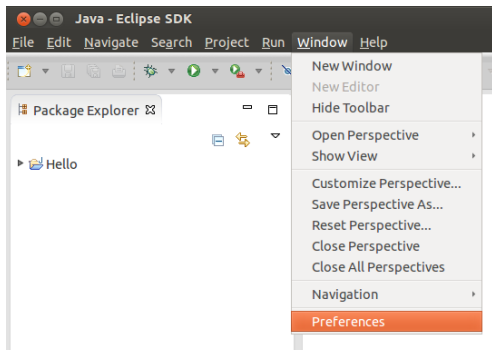 Java - Eclipse SDK
File Edit Navigate Search Project Run Window Help
New Window
New Editor
Hide Toolbar
Package Explorer
Open Perspective
Show View
Hello
Customize Perspective...
Save Perspective As...
Reset Perspective...
Close Perspective
Close All Perspectives
Navigation
Preferences